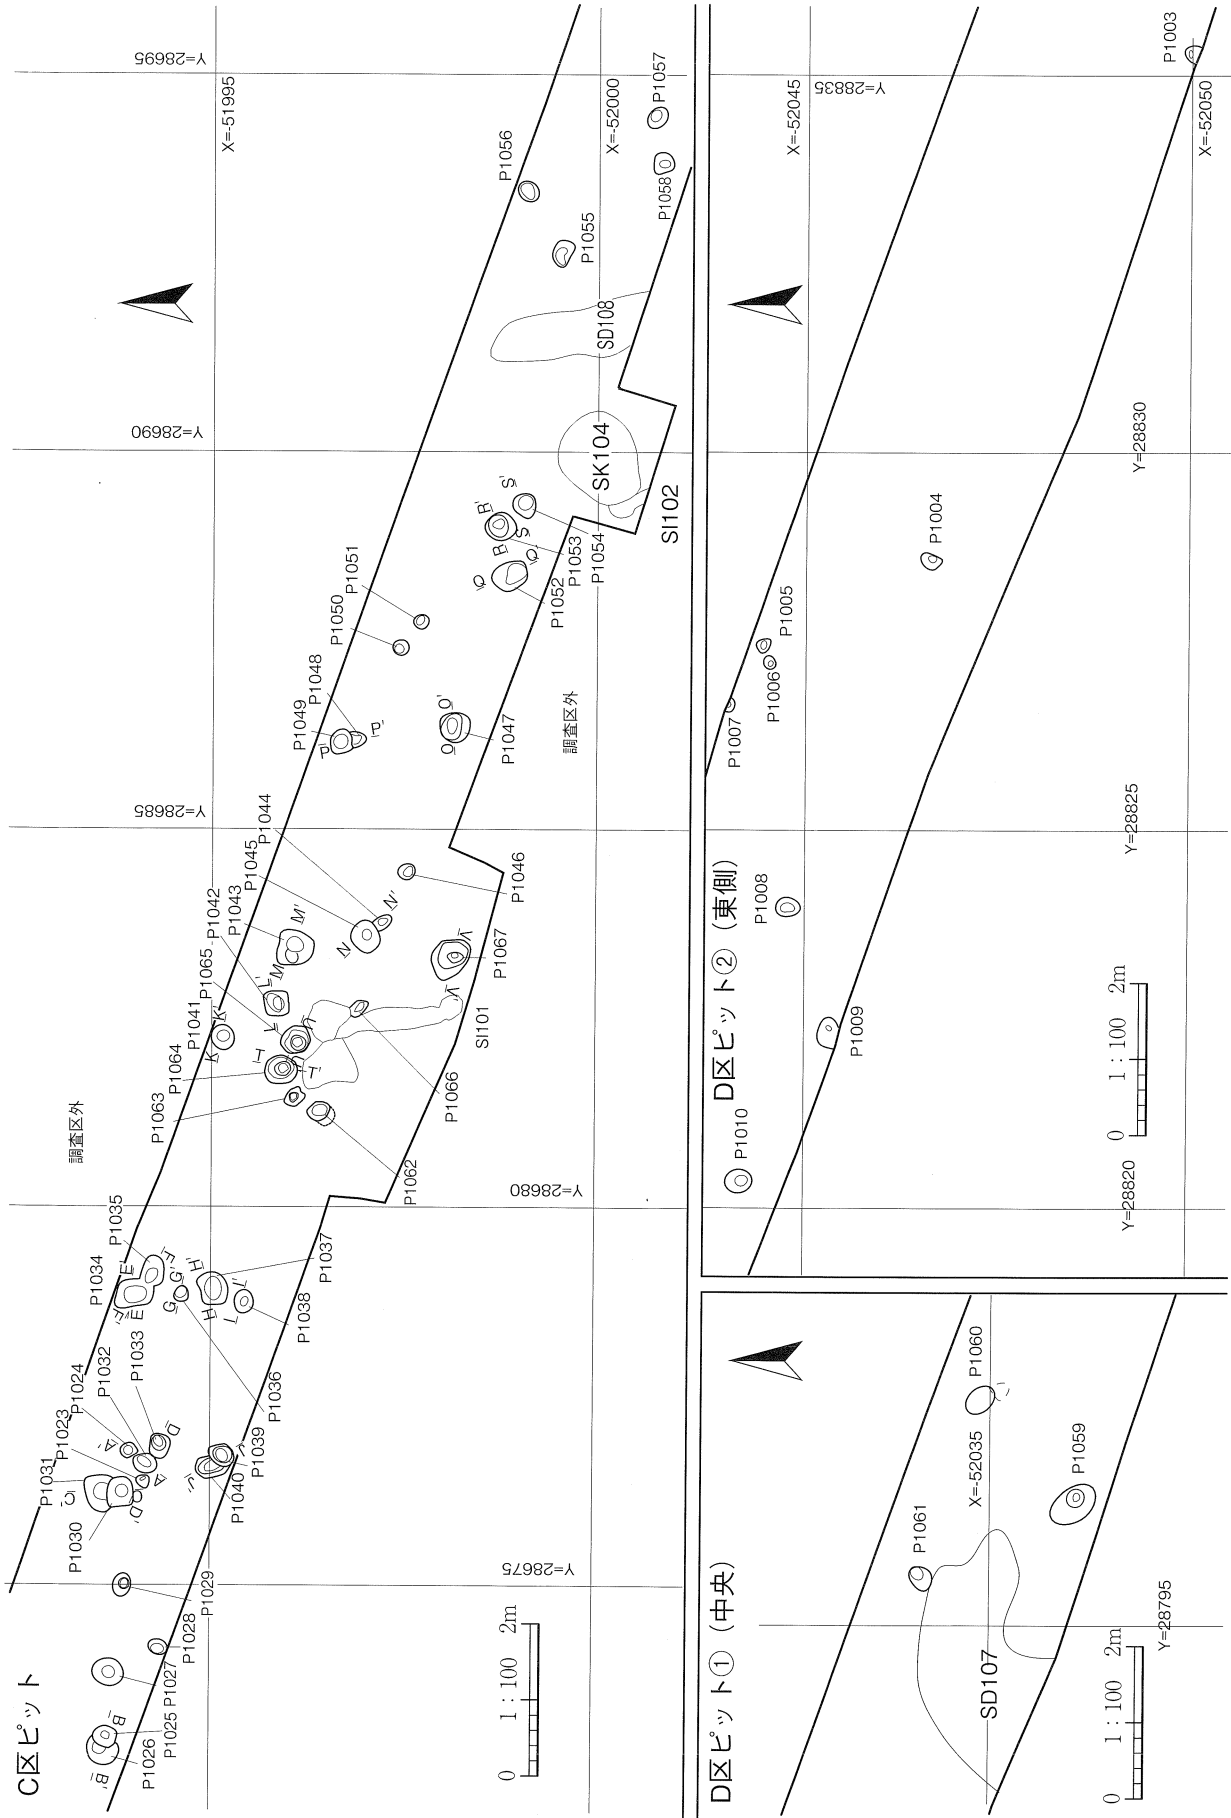 C区ピット
調査区外
調査区外
X=-51995
X=-52000
Y=28695
Y=28690
Y=28685
Y=28680
Y=28675
P1026
P1025
P1027
P1028
P1029
P1030
P1031
P1023
P1024
P1032
P1033
P1034
P1035
P1036
P1037
P1038
P1039
P1040
P1041
P1042
P1043
P1044
P1045
P1046
P1047
P1048
P1049
P1050
P1051
P1052
P1053
P1054
P1055
P1056
P1057
P1058
P1062
P1063
P1064
P1065
P1066
P1067
SI101
SI102
SK104
SD108
B'
B
C'
C
D'
D
A
A'
E
E'
F'
F
G
G'
H
H'
I
I'
J'
J
K
K'
T
T'
U
L
L'
M
M'
N
N'
V
V
O
O'
P
P'
Q
Q'
R
R'
S
S'
0 1：100 2m
D区ピット①（中央）
SD107
P1061
P1060
P1059
X=-52035
Y=28795
0 1：100 2m
D区ピット②（東側）
P1010
P1009
P1008
P1007
P1006
P1005
P1004
P1003
X=-52045
X=-52050
Y=28835
Y=28830
Y=28825
Y=28820
0 1：100 2m